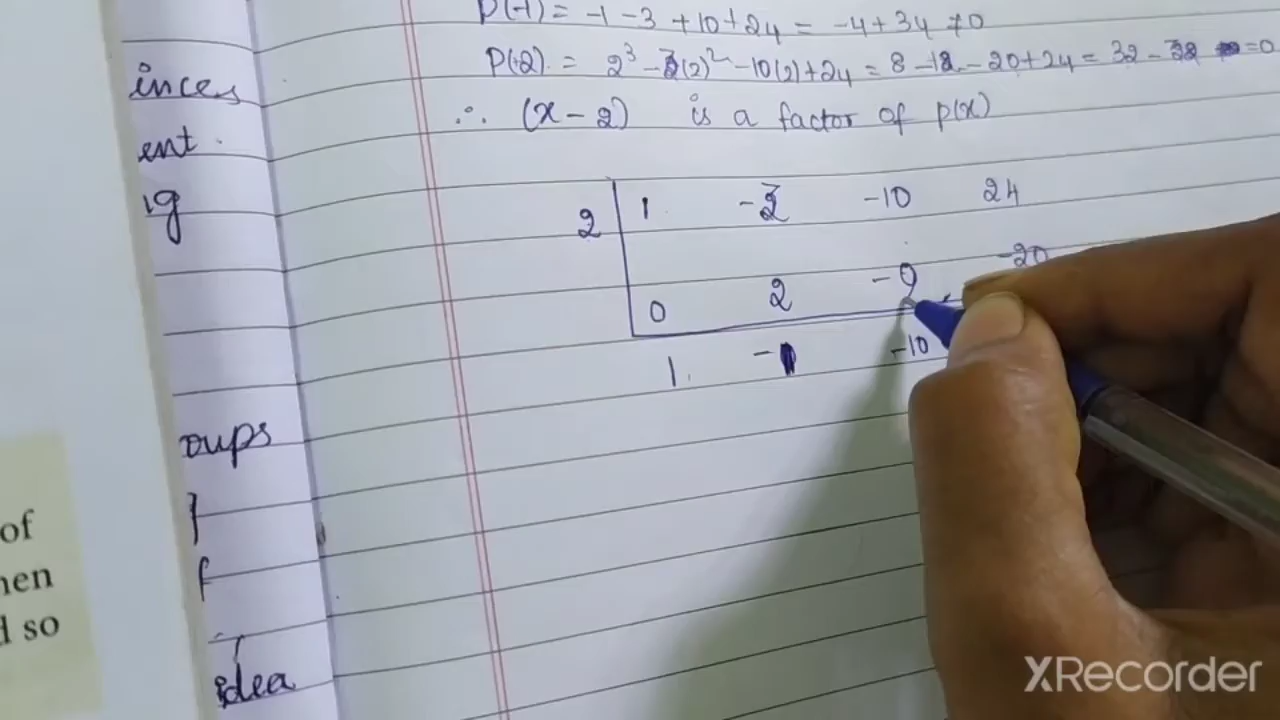 inces
ent.
ig
oups
idea
of
nen
d so
P(-1) = -1 -3 +10 +24 = -4 + 34 ≠ 0
P(+2) = 2³ - 3(2)² - 10(2) + 24 = 8 - 12 - 20 + 24 = 32 - 32 = 0
∴ (x - 2) is a factor of p(x)
2 1 -3 -10 24
0 2 -20
1 -1 -10
XRecorder